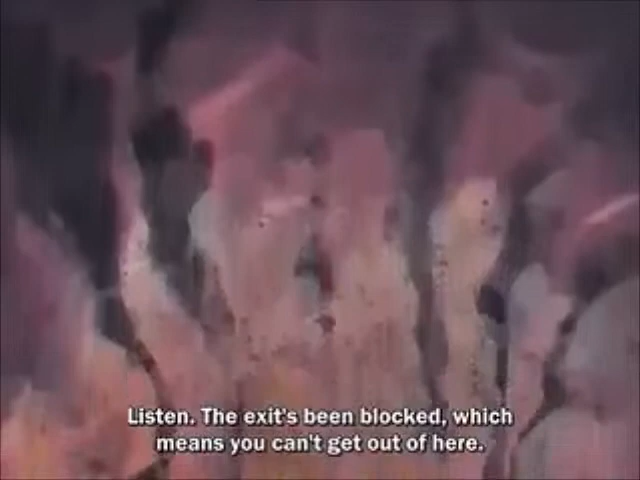 Listen. The exit's been blocked, which
means you can't get out of here.